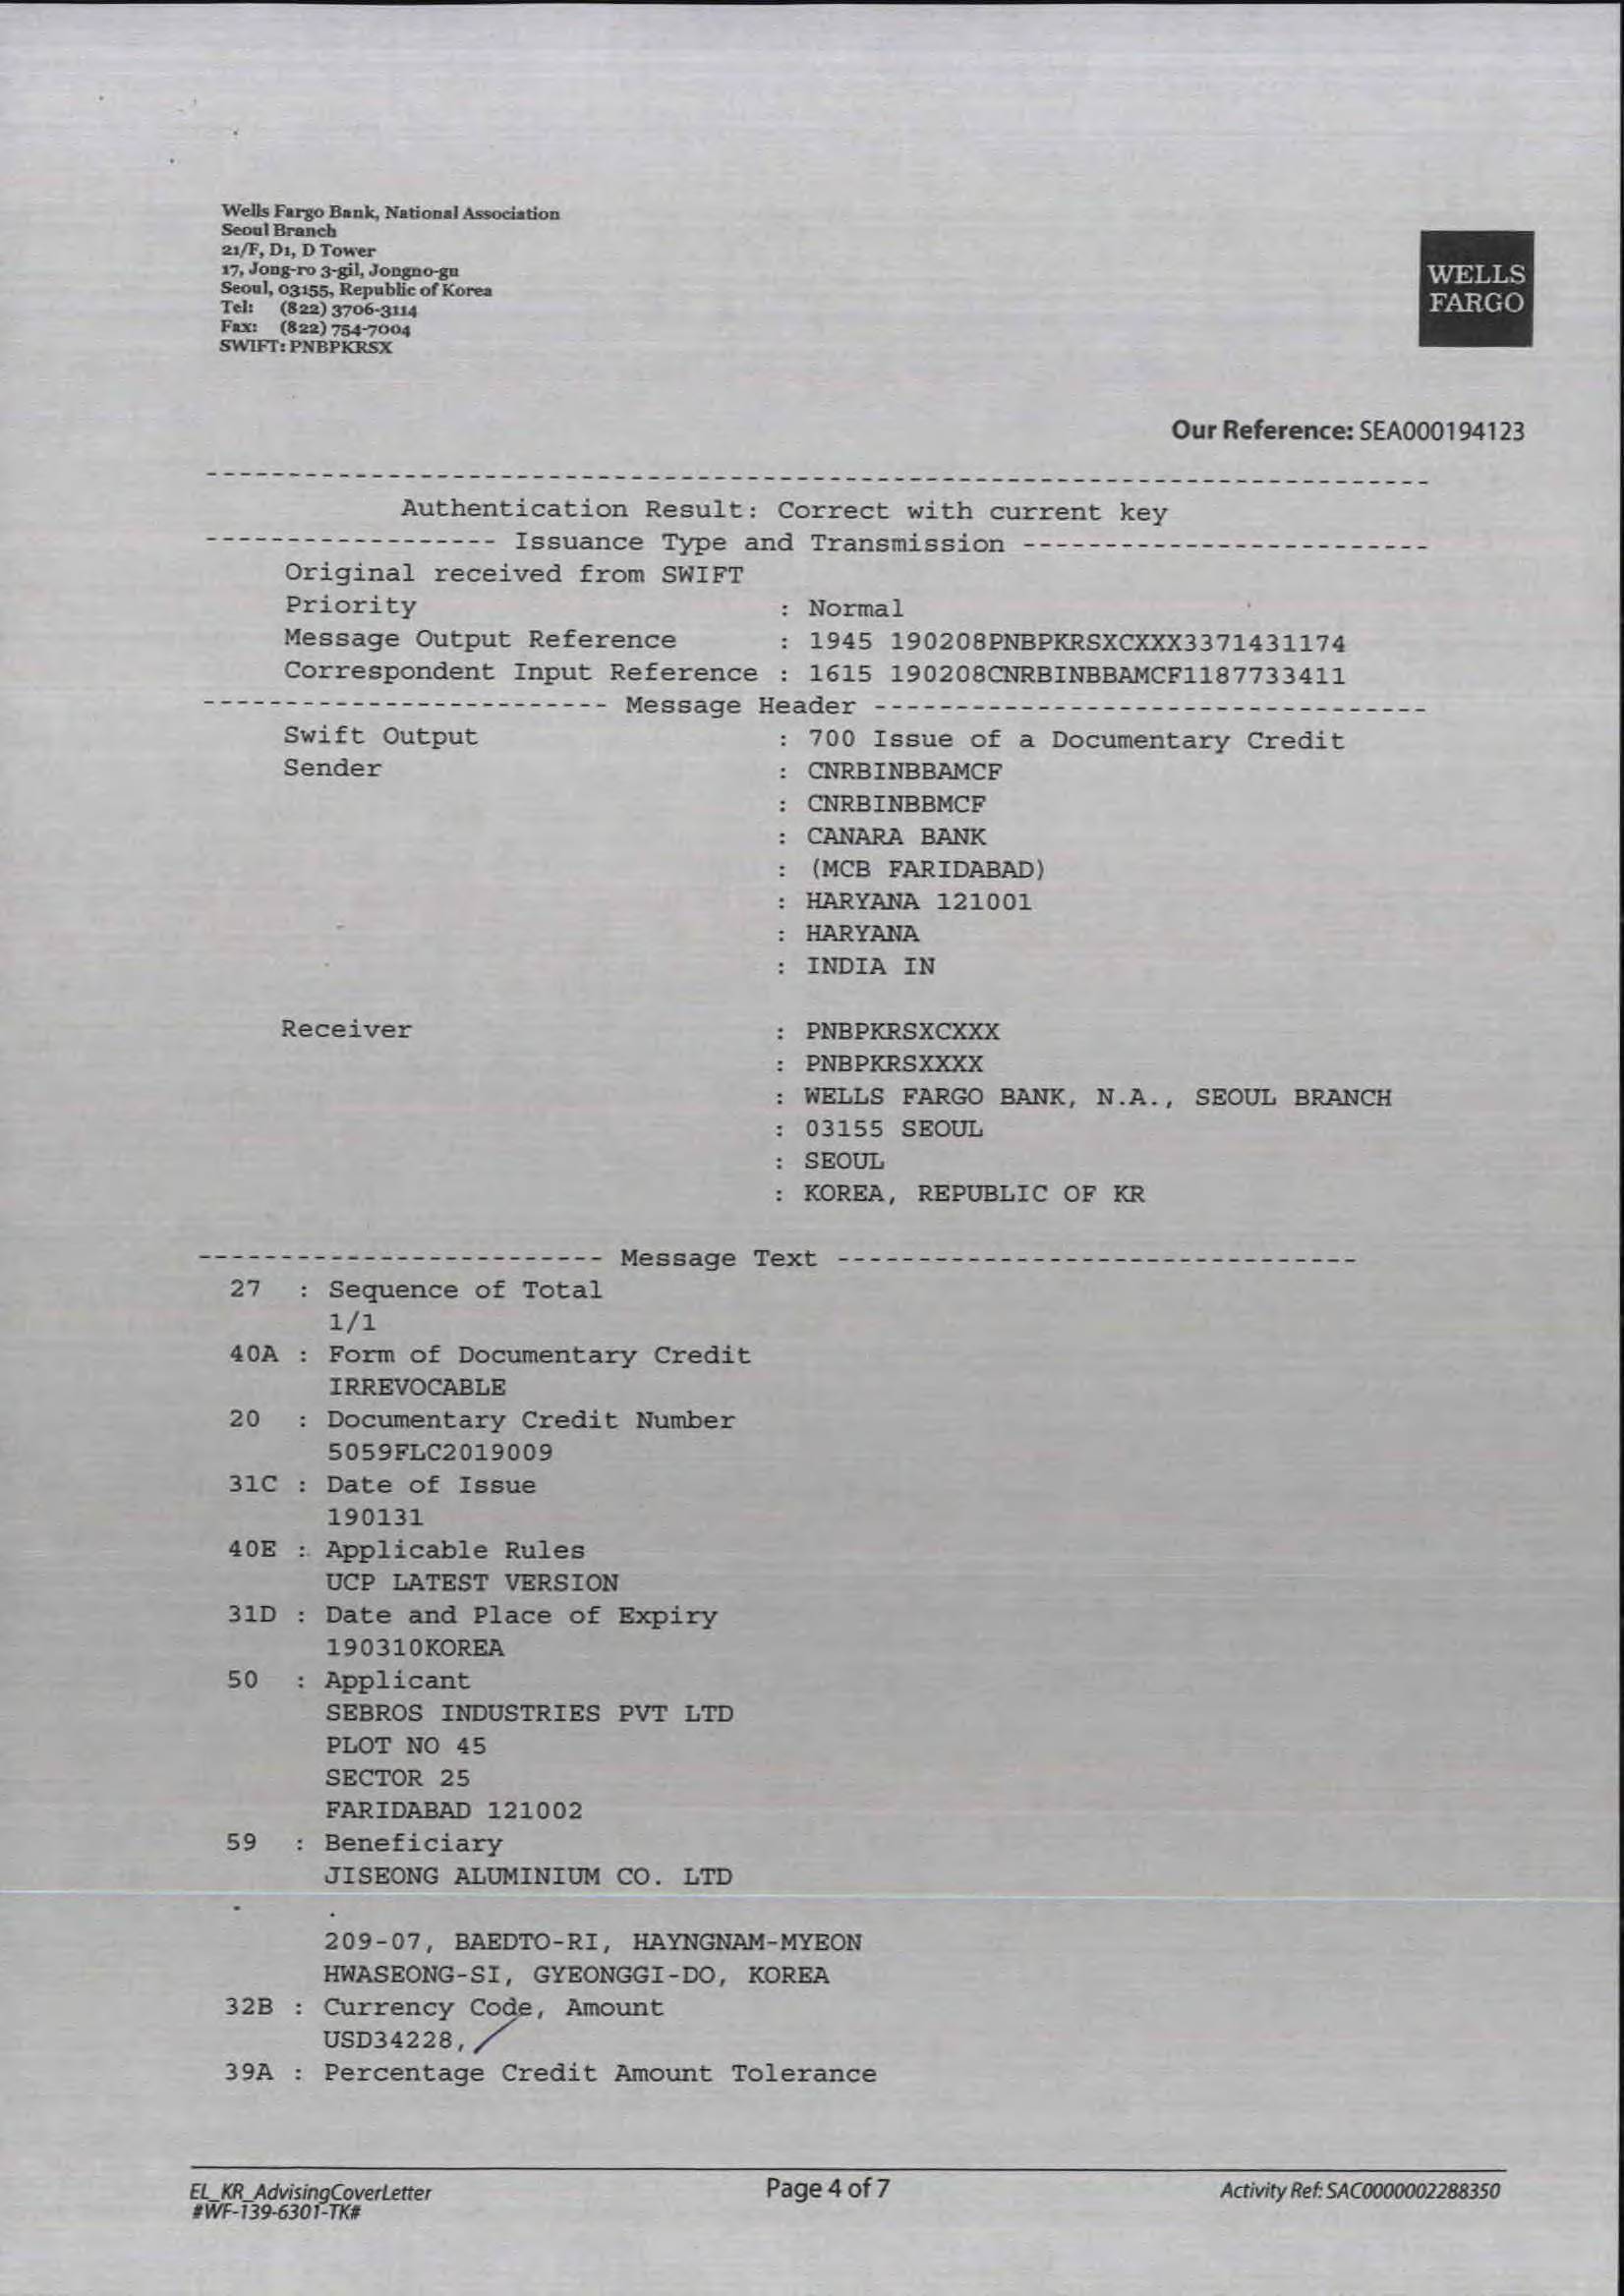 Wells Fargo Bank, National Association
Seoul Branch
21/F, D1, D Tower
17, Jong-ro 3-gil, Jongno-gu
Seoul, 03155, Republic of Korea
Tel: (822) 3706-3114
Fax: (822) 754-7004
SWIFT: PNBPKRSX
WELLS
FARGO
Our Reference: SEA000194123
Authentication Result: Correct with current key
------------------ Issuance Type and Transmission -------------------------
Original received from SWIFT
Priority : Normal
Message Output Reference : 1945 190208PNBPKRSXCXXX3371431174
Correspondent Input Reference : 1615 190208CNRBINBBAMCF1187733411
------------------------- Message Header ----------------------------------
Swift Output : 700 Issue of a Documentary Credit
Sender : CNRBINBBAMCF
: CNRBINBBMCF
: CANARA BANK
: (MCB FARIDABAD)
: HARYANA 121001
: HARYANA
: INDIA IN
Receiver : PNBPKRSXCXXX
: PNBPKRSXXXX
: WELLS FARGO BANK, N.A., SEOUL BRANCH
: 03155 SEOUL
: SEOUL
: KOREA, REPUBLIC OF KR
------------------------- Message Text --------------------------------
27 : Sequence of Total
1/1
40A : Form of Documentary Credit
IRREVOCABLE
20 : Documentary Credit Number
5059FLC2019009
31C : Date of Issue
190131
40E : Applicable Rules
UCP LATEST VERSION
31D : Date and Place of Expiry
190310KOREA
50 : Applicant
SEBROS INDUSTRIES PVT LTD
PLOT NO 45
SECTOR 25
FARIDABAD 121002
59 : Beneficiary
JISEONG ALUMINIUM CO. LTD
.
209-07, BAEDTO-RI, HAYNGNAM-MYEON
HWASEONG-SI, GYEONGGI-DO, KOREA
32B : Currency Code, Amount
USD34228,
39A : Percentage Credit Amount Tolerance
EL_KR_AdvisingCoverLetter
#WF-139-6301-TK#
Page 4 of 7
Activity Ref: SAC0000002288350